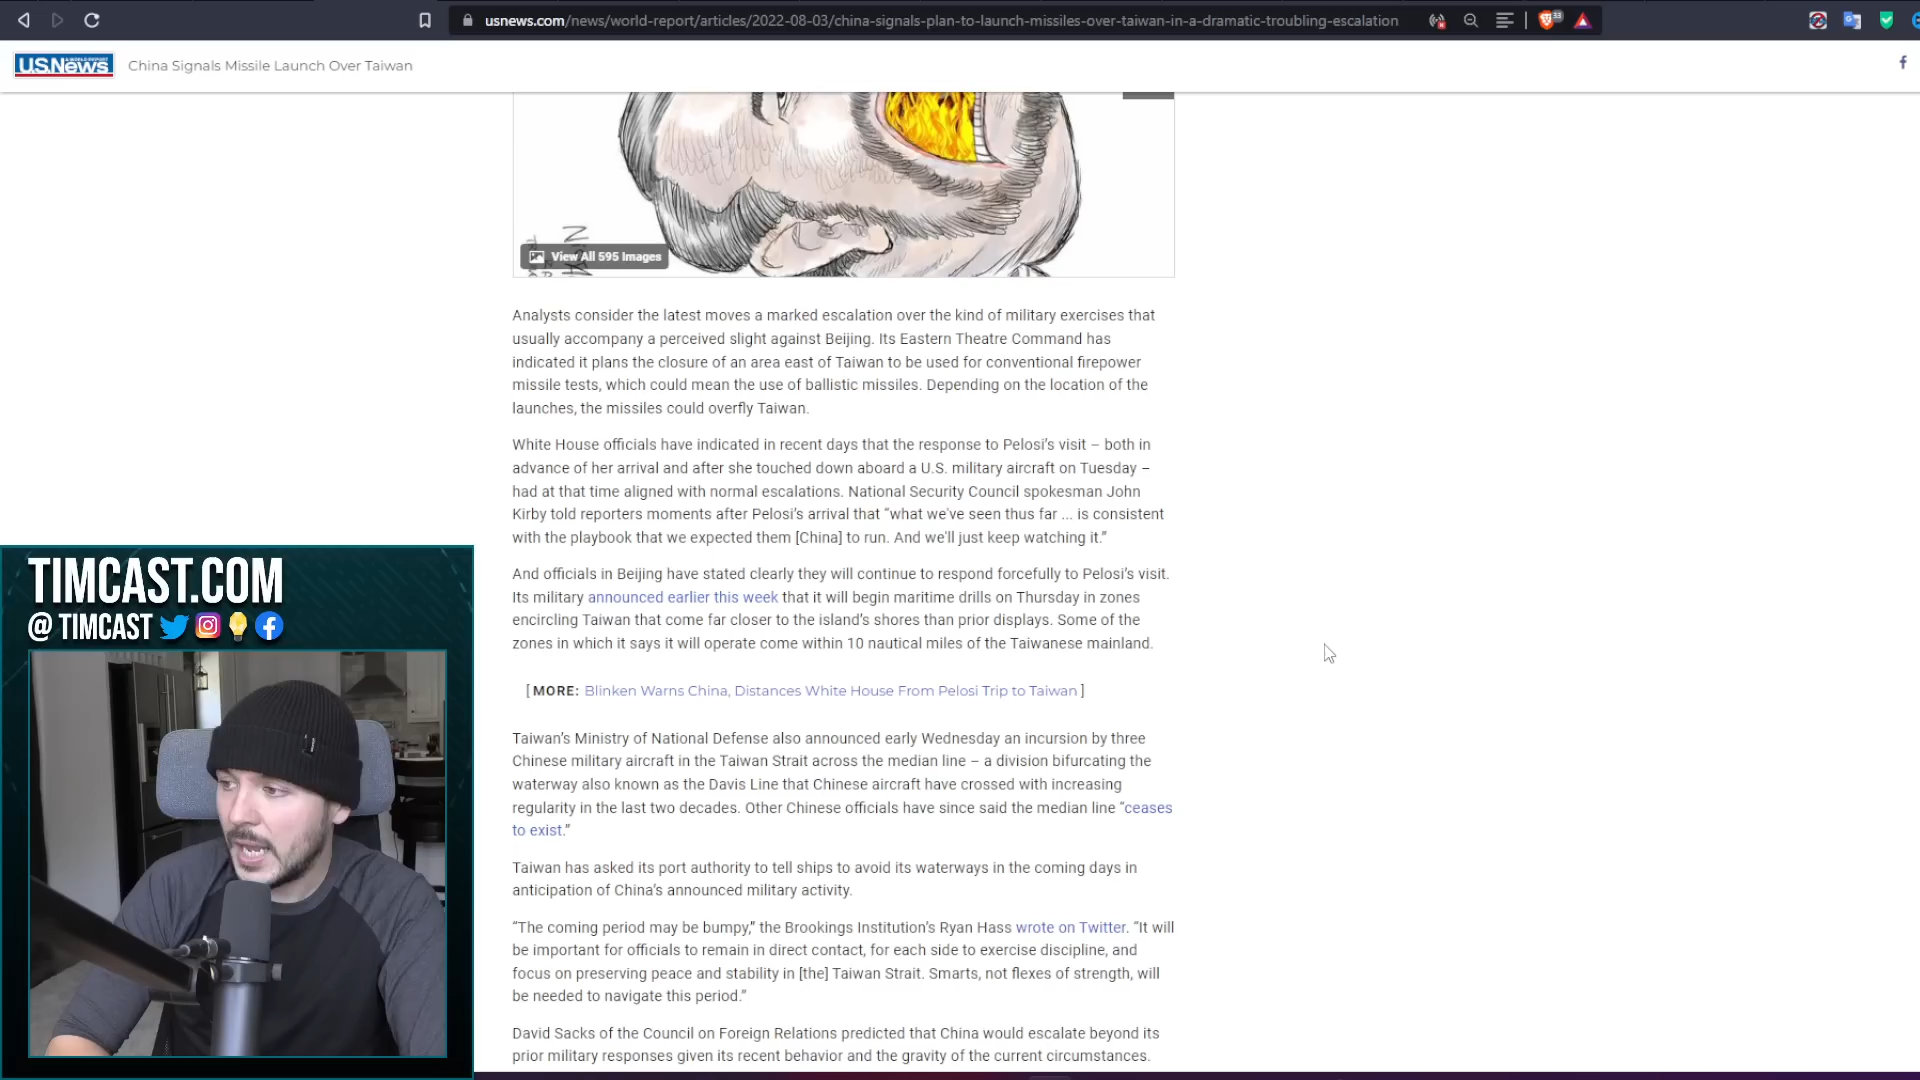 usnews.com/news/world-report/articles/2022-08-03/china-signals-plan-to-launch-missiles-over-taiwan-in-a-dramatic-troubling-escalation
33
U.S.News
China Signals Missile Launch Over Taiwan
View All 595 Images
Analysts consider the latest moves a marked escalation over the kind of military exercises that
usually accompany a perceived slight against Beijing. Its Eastern Theatre Command has
indicated it plans the closure of an area east of Taiwan to be used for conventional firepower
missile tests, which could mean the use of ballistic missiles. Depending on the location of the
launches, the missiles could overfly Taiwan.
White House officials have indicated in recent days that the response to Pelosi’s visit – both in
advance of her arrival and after she touched down aboard a U.S. military aircraft on Tuesday –
had at that time aligned with normal escalations. National Security Council spokesman John
Kirby told reporters moments after Pelosi’s arrival that “what we've seen thus far ... is consistent
with the playbook that we expected them [China] to run. And we'll just keep watching it.”
And officials in Beijing have stated clearly they will continue to respond forcefully to Pelosi’s visit.
Its military announced earlier this week that it will begin maritime drills on Thursday in zones
encircling Taiwan that come far closer to the island’s shores than prior displays. Some of the
zones in which it says it will operate come within 10 nautical miles of the Taiwanese mainland.
[ MORE: Blinken Warns China, Distances White House From Pelosi Trip to Taiwan ]
Taiwan’s Ministry of National Defense also announced early Wednesday an incursion by three
Chinese military aircraft in the Taiwan Strait across the median line – a division bifurcating the
waterway also known as the Davis Line that Chinese aircraft have crossed with increasing
regularity in the last two decades. Other Chinese officials have since said the median line “ceases
to exist.”
Taiwan has asked its port authority to tell ships to avoid its waterways in the coming days in
anticipation of China’s announced military activity.
“The coming period may be bumpy,” the Brookings Institution’s Ryan Hass wrote on Twitter. “It will
be important for officials to remain in direct contact, for each side to exercise discipline, and
focus on preserving peace and stability in [the] Taiwan Strait. Smarts, not flexes of strength, will
be needed to navigate this period.”
David Sacks of the Council on Foreign Relations predicted that China would escalate beyond its
prior military responses given its recent behavior and the gravity of the current circumstances.
TIMCAST.COM
@ TIMCAST